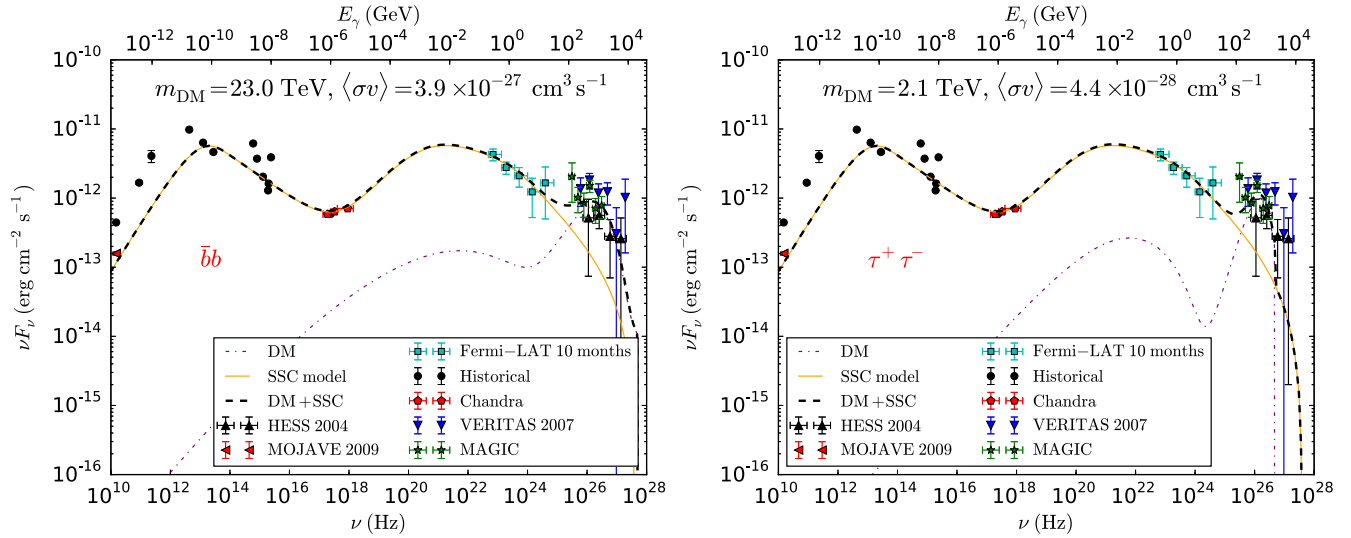 E_γ (GeV)
10^-12 10^-10 10^-8 10^-6 10^-4 10^-2 10^0 10^2 10^4
m_DM = 23.0 TeV, ⟨σv⟩ = 3.9 × 10^-27 cm^3 s^-1
10^-10
10^-11
10^-12
10^-13
10^-14
10^-15
10^-16
νF_ν (erg cm^-2 s^-1)
b̄b
DM
SSC model
DM + SSC
HESS 2004
MOJAVE 2009
Fermi−LAT 10 months
Historical
Chandra
VERITAS 2007
MAGIC
10^10 10^12 10^14 10^16 10^18 10^20 10^22 10^24 10^26 10^28
ν (Hz)
E_γ (GeV)
10^-12 10^-10 10^-8 10^-6 10^-4 10^-2 10^0 10^2 10^4
m_DM = 2.1 TeV, ⟨σv⟩ = 4.4 × 10^-28 cm^3 s^-1
10^-10
10^-11
10^-12
10^-13
10^-14
10^-15
10^-16
νF_ν (erg cm^-2 s^-1)
τ^+ τ^-
DM
SSC model
DM + SSC
HESS 2004
MOJAVE 2009
Fermi−LAT 10 months
Historical
Chandra
VERITAS 2007
MAGIC
10^10 10^12 10^14 10^16 10^18 10^20 10^22 10^24 10^26 10^28
ν (Hz)